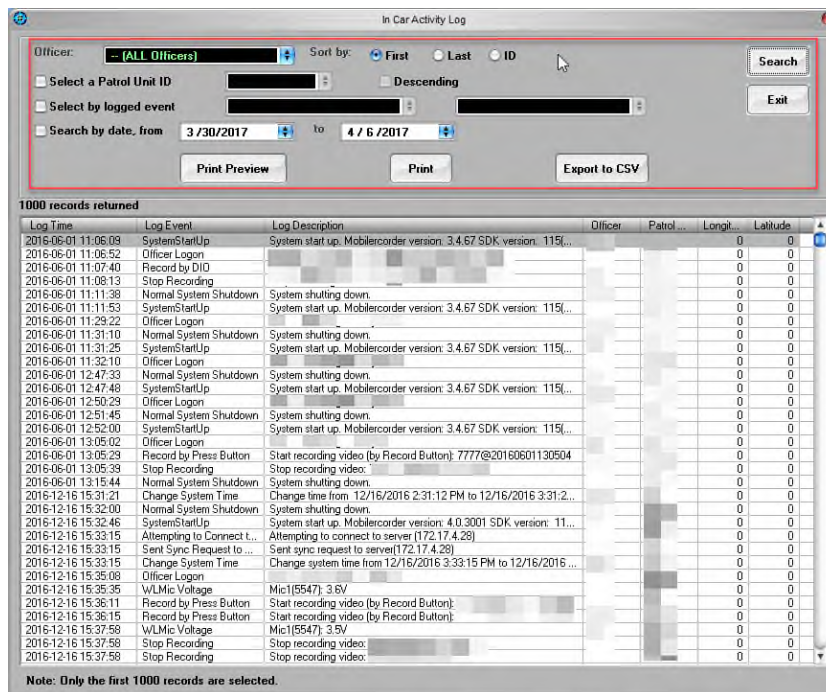 In Car Activity Log
Officer: -- (ALL Officers) Sort by: First Last ID Search
Select a Patrol Unit ID Descending
Select by logged event Exit
Search by date, from 3 /30/2017 to 4 / 6 /2017
Print Preview Print Export to CSV
1000 records returned
Log Time Log Event Log Description Officer Patrol ... Longit... Latitude
2016-06-01 11:06:09 SystemStartUp System start up. Mobilercorder version: 3.4.67 SDK version: 115(... 0 0
2016-06-01 11:06:52 Officer Logon 0 0
2016-06-01 11:07:40 Record by DIO 0 0
2016-06-01 11:08:13 Stop Recording 0 0
2016-06-01 11:11:38 Normal System Shutdown System shutting down. 0 0
2016-06-01 11:11:53 SystemStartUp System start up. Mobilercorder version: 3.4.67 SDK version: 115(... 0 0
2016-06-01 11:29:22 Officer Logon 0 0
2016-06-01 11:31:10 Normal System Shutdown System shutting down. 0 0
2016-06-01 11:31:25 SystemStartUp System start up. Mobilercorder version: 3.4.67 SDK version: 115(... 0 0
2016-06-01 11:32:10 Officer Logon 0 0
2016-06-01 12:47:33 Normal System Shutdown System shutting down. 0 0
2016-06-01 12:47:48 SystemStartUp System start up. Mobilercorder version: 3.4.67 SDK version: 115(... 0 0
2016-06-01 12:50:29 Officer Logon 0 0
2016-06-01 12:51:45 Normal System Shutdown System shutting down. 0 0
2016-06-01 12:52:00 SystemStartUp System start up. Mobilercorder version: 3.4.67 SDK version: 115(... 0 0
2016-06-01 13:05:02 Officer Logon 0 0
2016-06-01 13:05:29 Record by Press Button Start recording video (by Record Button): 7777@20160601130504 0 0
2016-06-01 13:05:39 Stop Recording Stop recording video: 0 0
2016-06-01 13:15:44 Normal System Shutdown System shutting down. 0 0
2016-12-16 15:31:21 Change System Time Change time from 12/16/2016 2:31:12 PM to 12/16/2016 3:31:2... 0 0
2016-12-16 15:32:00 Normal System Shutdown System shutting down. 0 0
2016-12-16 15:32:46 SystemStartUp System start up. Mobilercorder version: 4.0.3001 SDK version: 11... 0 0
2016-12-16 15:33:15 Attempting to Connect t... Attempting to connect to server (172.17.4.28) 0 0
2016-12-16 15:33:15 Sent Sync Request to ... Sent sync request to server(172.17.4.28) 0 0
2016-12-16 15:33:15 Change System Time Change system time from 12/16/2016 3:33:15 PM to 12/16/2016 ... 0 0
2016-12-16 15:35:08 Officer Logon 0 0
2016-12-16 15:35:35 WLMic Voltage Mic1(5547): 3.6V 0 0
2016-12-16 15:36:11 Record by Press Button Start recording video (by Record Button): 0 0
2016-12-16 15:36:15 Record by Press Button Start recording video (by Record Button): 0 0
2016-12-16 15:37:58 WLMic Voltage Mic1(5547): 3.5V 0 0
2016-12-16 15:37:58 Stop Recording Stop recording video: 0 0
2016-12-16 15:37:58 Stop Recording Stop recording video: 0 0
Note: Only the first 1000 records are selected.